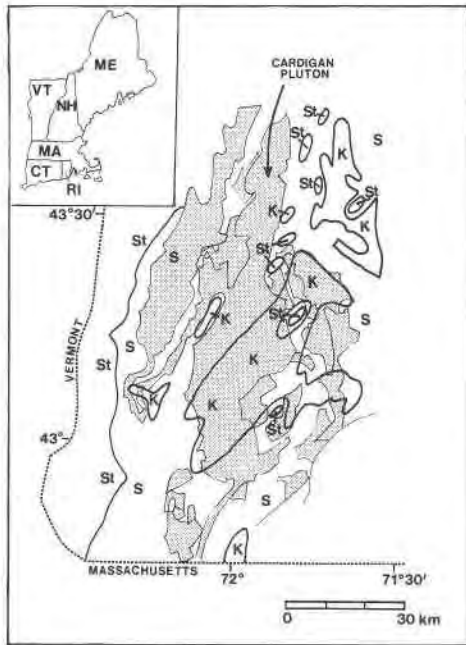 ME
VT
NH
MA
CT
RI
CARDIGAN
PLUTON
St
St
S
K
St
St
K
K
43°30'
St
St
S
K
K
St
K
S
St
S
K
VERMONT
K
K
43°
St
St
S
S
K
MASSACHUSETTS
72°
71°30'
0
30 km